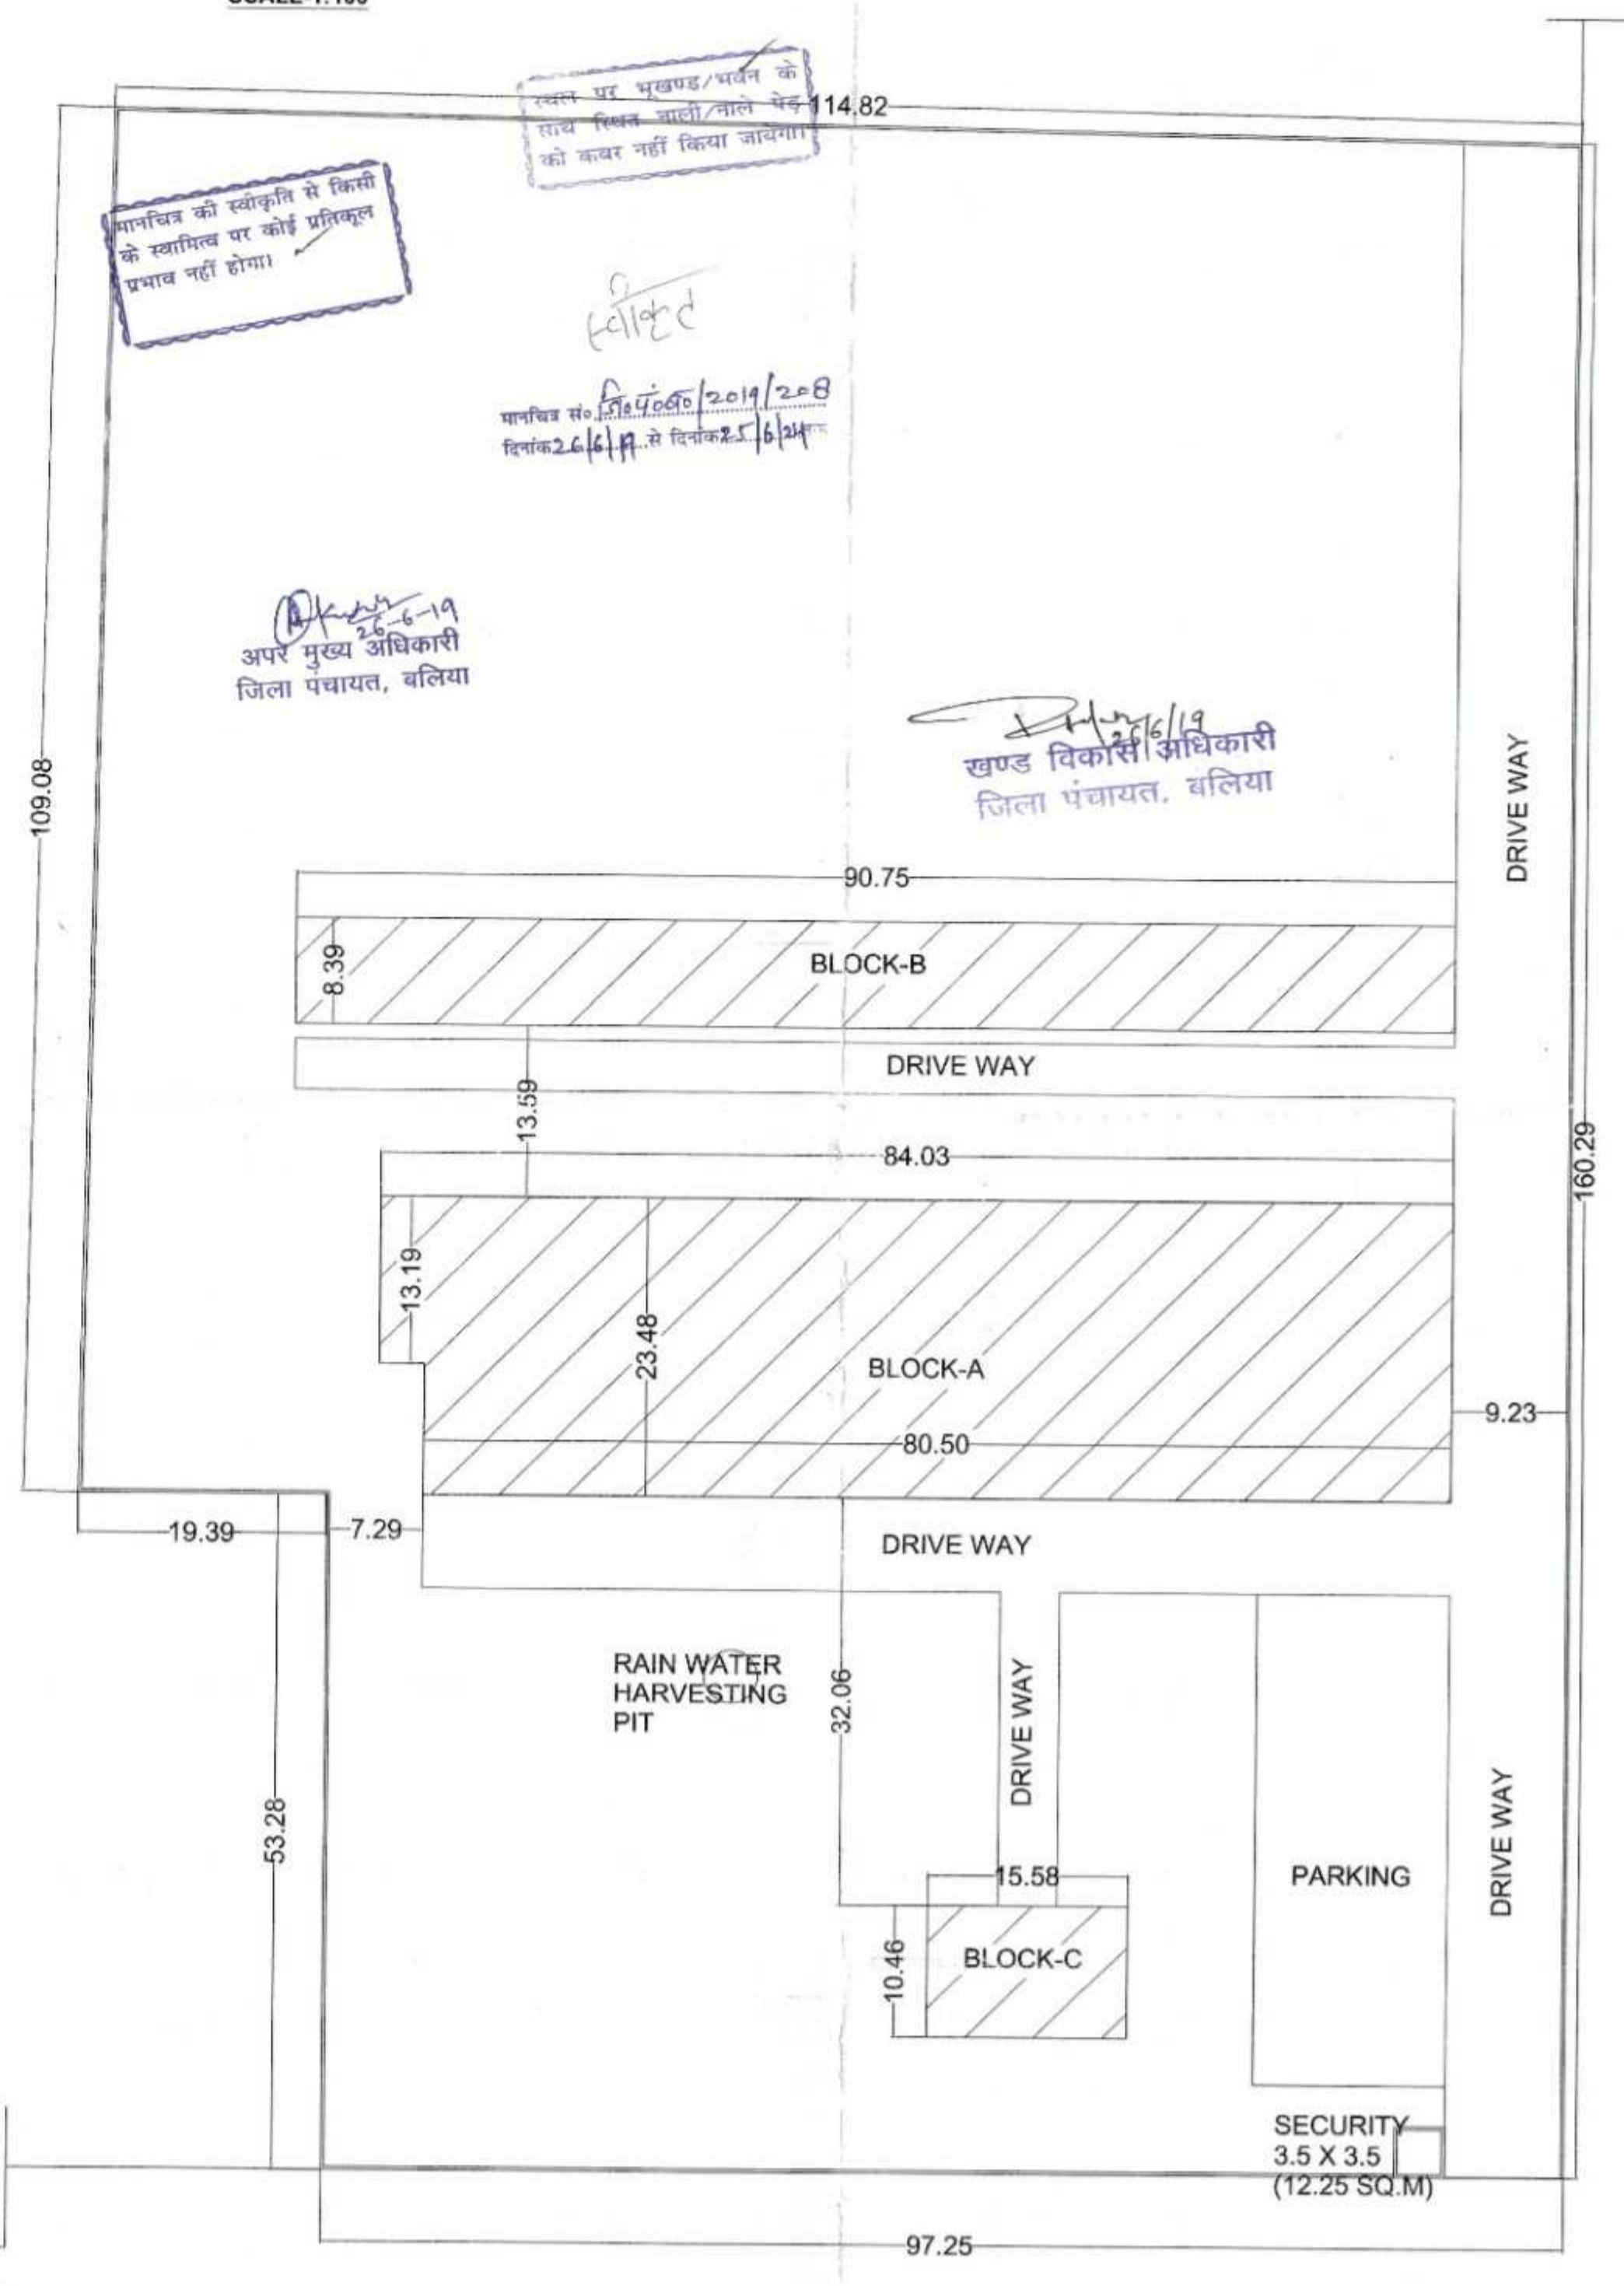 स्थल पर भूखण्ड/भवन के
साथ स्थित नाली/नाले पेड़
को कवर नहीं किया जायेगा।
114.82
मानचित्र की स्वीकृति से किसी
के स्वामित्व पर कोई प्रतिकूल
प्रभाव नहीं होगा।
स्वीकृत
मानचित्र सं० /2019/208
दिनांक 26/6/19 से दिनांक 25/6/24
26-6-19
अपर मुख्य अधिकारी
जिला पंचायत, बलिया
26/6/19
खण्ड विकास अधिकारी
जिला पंचायत, बलिया
109.08
DRIVE WAY
90.75
8.39
BLOCK-B
DRIVE WAY
13.59
84.03
160.29
13.19
23.48
BLOCK-A
9.23
80.50
19.39
7.29
DRIVE WAY
RAIN WATER
HARVESTING
PIT
32.06
DRIVE WAY
53.28
15.58
PARKING
DRIVE WAY
10.46
BLOCK-C
SECURITY
3.5 X 3.5
(12.25 SQ.M)
97.25